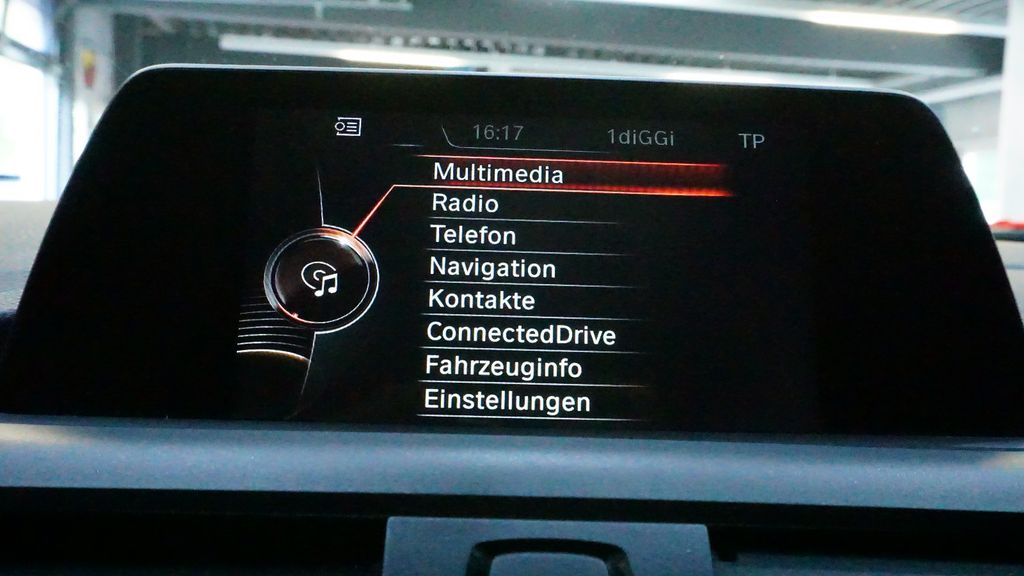 16:17 1diGGi TP
Multimedia
Radio
Telefon
Navigation
Kontakte
ConnectedDrive
Fahrzeuginfo
Einstellungen